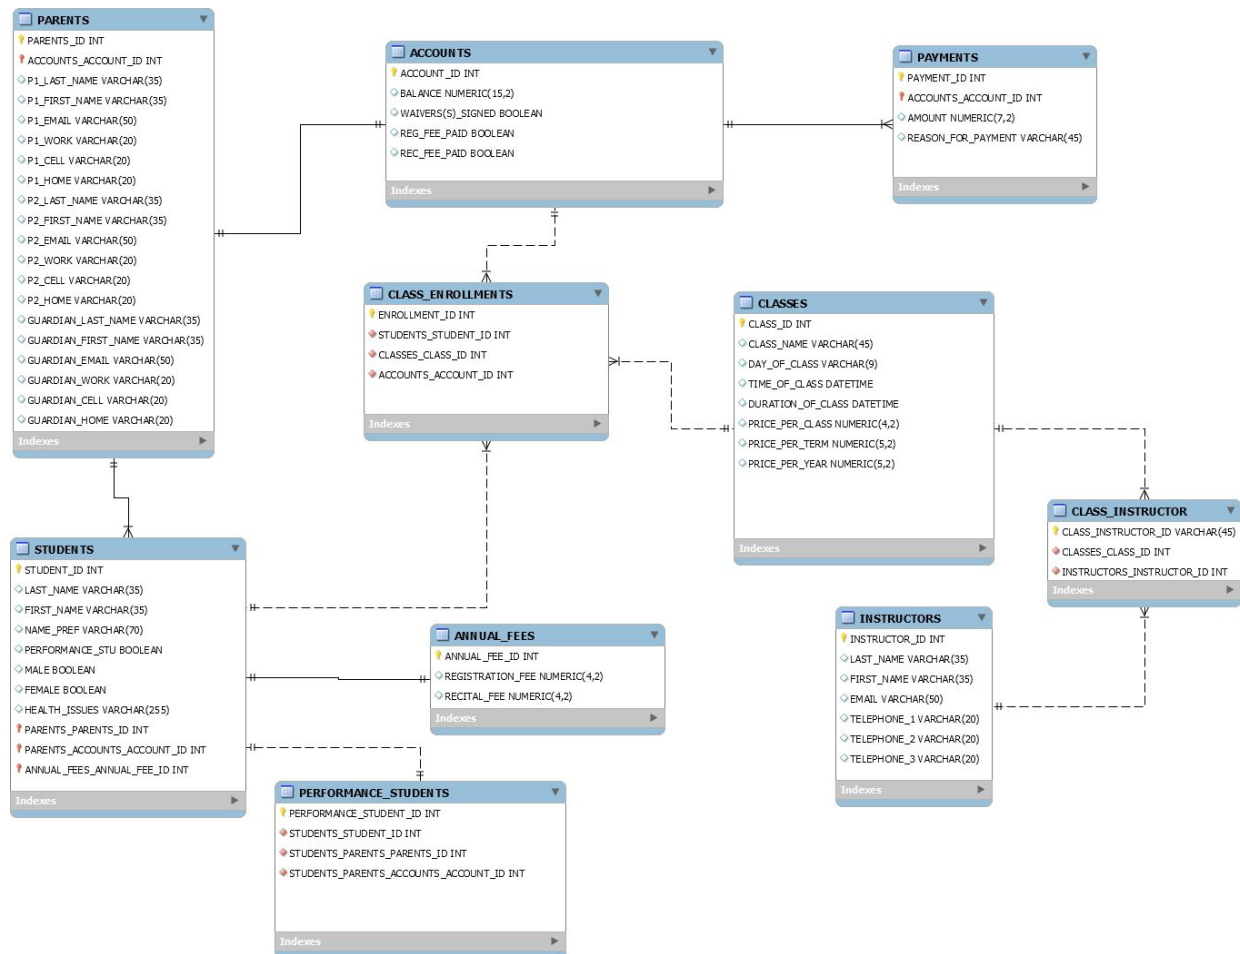 PARENTS
PARENTS_ID INT
ACCOUNTS_ACCOUNT_ID INT
P1_LAST_NAME VARCHAR(35)
P1_FIRST_NAME VARCHAR(35)
P1_EMAIL VARCHAR(50)
P1_WORK VARCHAR(20)
P1_CELL VARCHAR(20)
P1_HOME VARCHAR(20)
P2_LAST_NAME VARCHAR(35)
P2_FIRST_NAME VARCHAR(35)
P2_EMAIL VARCHAR(50)
P2_WORK VARCHAR(20)
P2_CELL VARCHAR(20)
P2_HOME VARCHAR(20)
GUARDIAN_LAST_NAME VARCHAR(35)
GUARDIAN_FIRST_NAME VARCHAR(35)
GUARDIAN_EMAIL VARCHAR(50)
GUARDIAN_WORK VARCHAR(20)
GUARDIAN_CELL VARCHAR(20)
GUARDIAN_HOME VARCHAR(20)
Indexes
ACCOUNTS
ACCOUNT_ID INT
BALANCE NUMERIC(15,2)
WAIVERS(S)_SIGNED BOOLEAN
REG_FEE_PAID BOOLEAN
REC_FEE_PAID BOOLEAN
Indexes
PAYMENTS
PAYMENT_ID INT
ACCOUNTS_ACCOUNT_ID INT
AMOUNT NUMERIC(7,2)
REASON_FOR_PAYMENT VARCHAR(45)
Indexes
CLASS_ENROLLMENTS
ENROLLMENT_ID INT
STUDENTS_STUDENT_ID INT
CLASSES_CLASS_ID INT
ACCOUNTS_ACCOUNT_ID INT
Indexes
CLASSES
CLASS_ID INT
CLASS_NAME VARCHAR(45)
DAY_OF_CLASS VARCHAR(9)
TIME_OF_CLASS DATETIME
DURATION_OF_CLASS DATETIME
PRICE_PER_CLASS NUMERIC(4,2)
PRICE_PER_TERM NUMERIC(5,2)
PRICE_PER_YEAR NUMERIC(5,2)
Indexes
CLASS_INSTRUCTOR
CLASS_INSTRUCTOR_ID VARCHAR(45)
CLASSES_CLASS_ID INT
INSTRUCTORS_INSTRUCTOR_ID INT
Indexes
STUDENTS
STUDENT_ID INT
LAST_NAME VARCHAR(35)
FIRST_NAME VARCHAR(35)
NAME_PREF VARCHAR(70)
PERFORMANCE_STU BOOLEAN
MALE BOOLEAN
FEMALE BOOLEAN
HEALTH_ISSUES VARCHAR(255)
PARENTS_PARENTS_ID INT
PARENTS_ACCOUNTS_ACCOUNT_ID INT
ANNUAL_FEES_ANNUAL_FEE_ID INT
Indexes
ANNUAL_FEES
ANNUAL_FEE_ID INT
REGISTRATION_FEE NUMERIC(4,2)
RECITAL_FEE NUMERIC(4,2)
Indexes
INSTRUCTORS
INSTRUCTOR_ID INT
LAST_NAME VARCHAR(35)
FIRST_NAME VARCHAR(35)
EMAIL VARCHAR(50)
TELEPHONE_1 VARCHAR(20)
TELEPHONE_2 VARCHAR(20)
TELEPHONE_3 VARCHAR(20)
Indexes
PERFORMANCE_STUDENTS
PERFORMANCE_STUDENT_ID INT
STUDENTS_STUDENT_ID INT
STUDENTS_PARENTS_PARENTS_ID INT
STUDENTS_PARENTS_ACCOUNTS_ACCOUNT_ID INT
Indexes